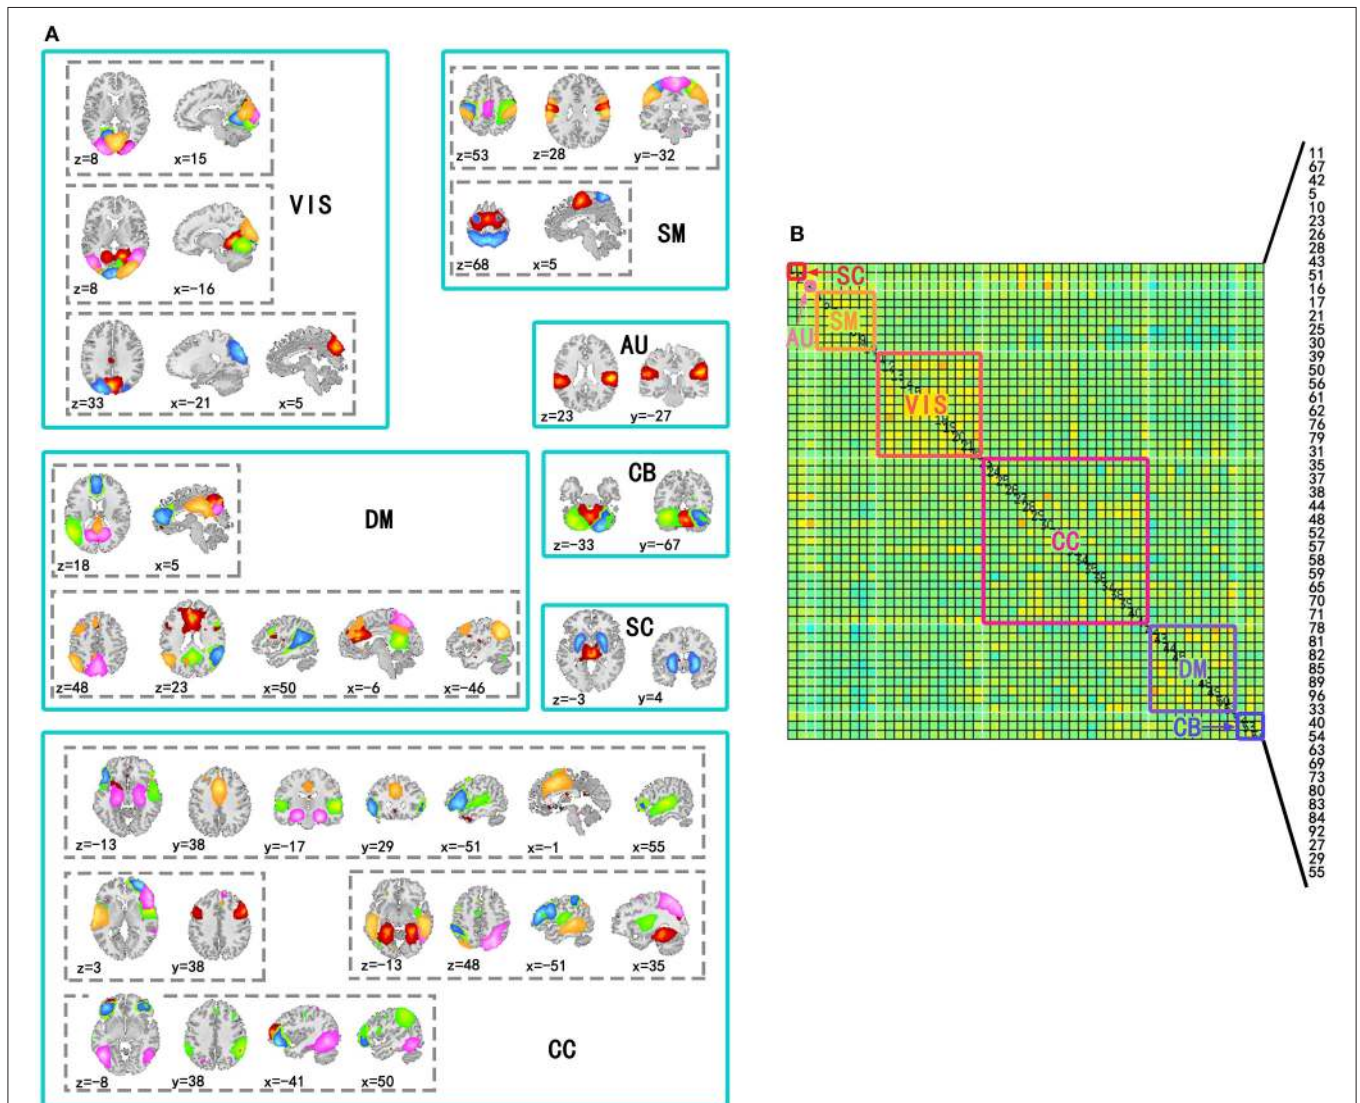 A
z=8
x=15
VIS
z=8
x=-16
z=33
x=-21
x=5
z=53
z=28
y=-32
z=68
x=5
SM
AU
z=23
y=-27
DM
z=18
x=5
z=48
z=23
x=50
x=-6
x=-46
CB
z=-33
y=-67
SC
z=-3
y=4
z=-13
y=38
y=-17
y=29
x=-51
x=-1
x=55
z=3
y=38
z=-13
z=48
x=-51
x=35
z=-8
y=38
x=-41
x=50
CC
B
SC
AU
SM
VIS
CC
DM
CB
11
67
42
5
10
23
26
28
43
51
16
17
21
25
30
39
50
56
61
62
76
79
31
35
37
38
44
48
52
57
58
59
65
70
71
78
81
82
85
89
96
33
40
54
63
69
73
80
83
84
92
27
29
55